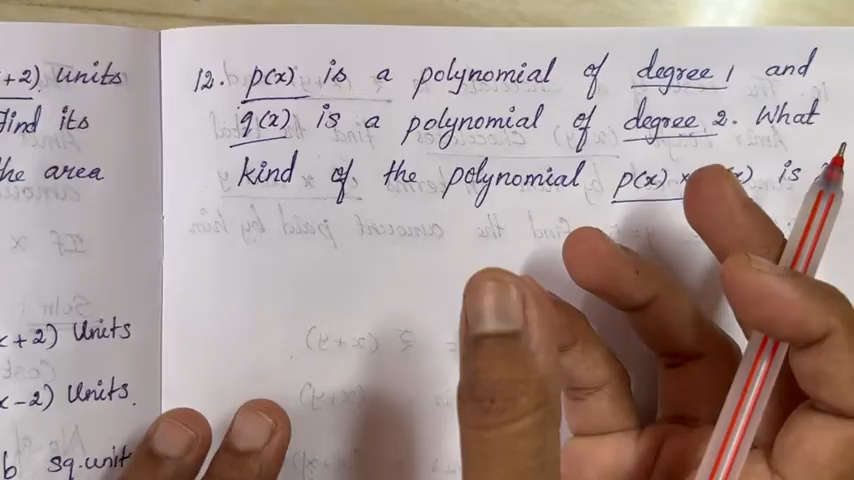 +2) units
Find its
the area
x+2) Units
x-2) Units.
b sq.unit
12. p(x) is a polynomial of degree 1 and
q(x) is a polynomial of degree 2. What
kind of the polynomial p(x) × (x) is ?